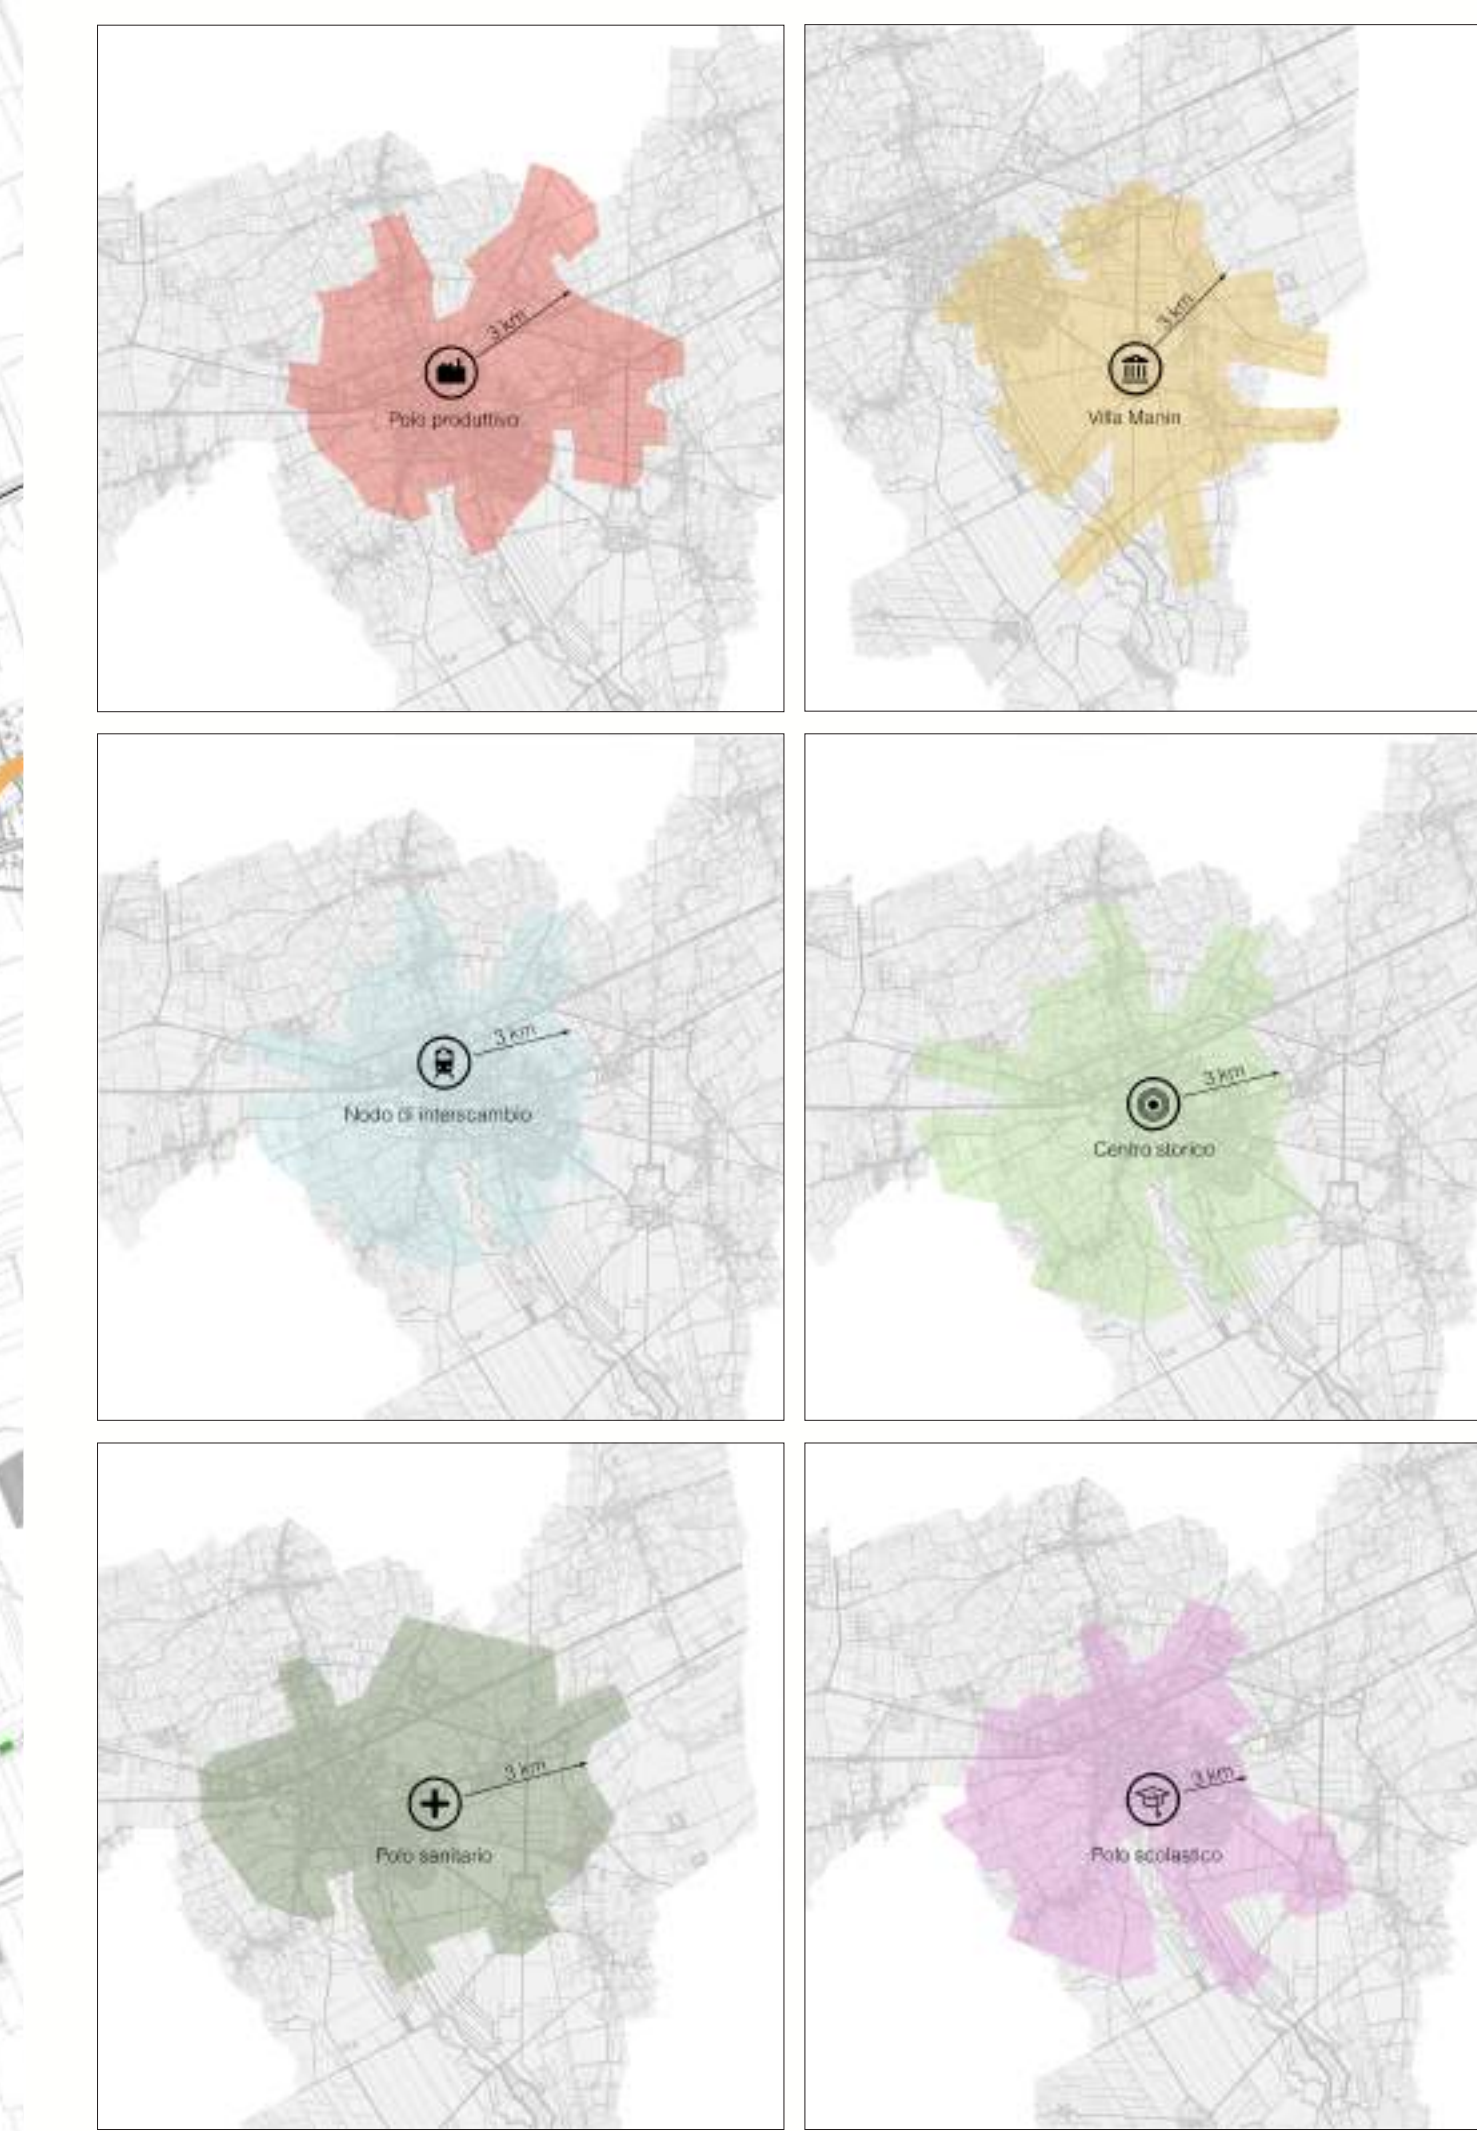 3 km
Polo produttivo
3 km
Villa Manin
3 km
Nodo di interscambio
3 km
Centro storico
3 km
Polo sanitario
3 km
Polo scolastico